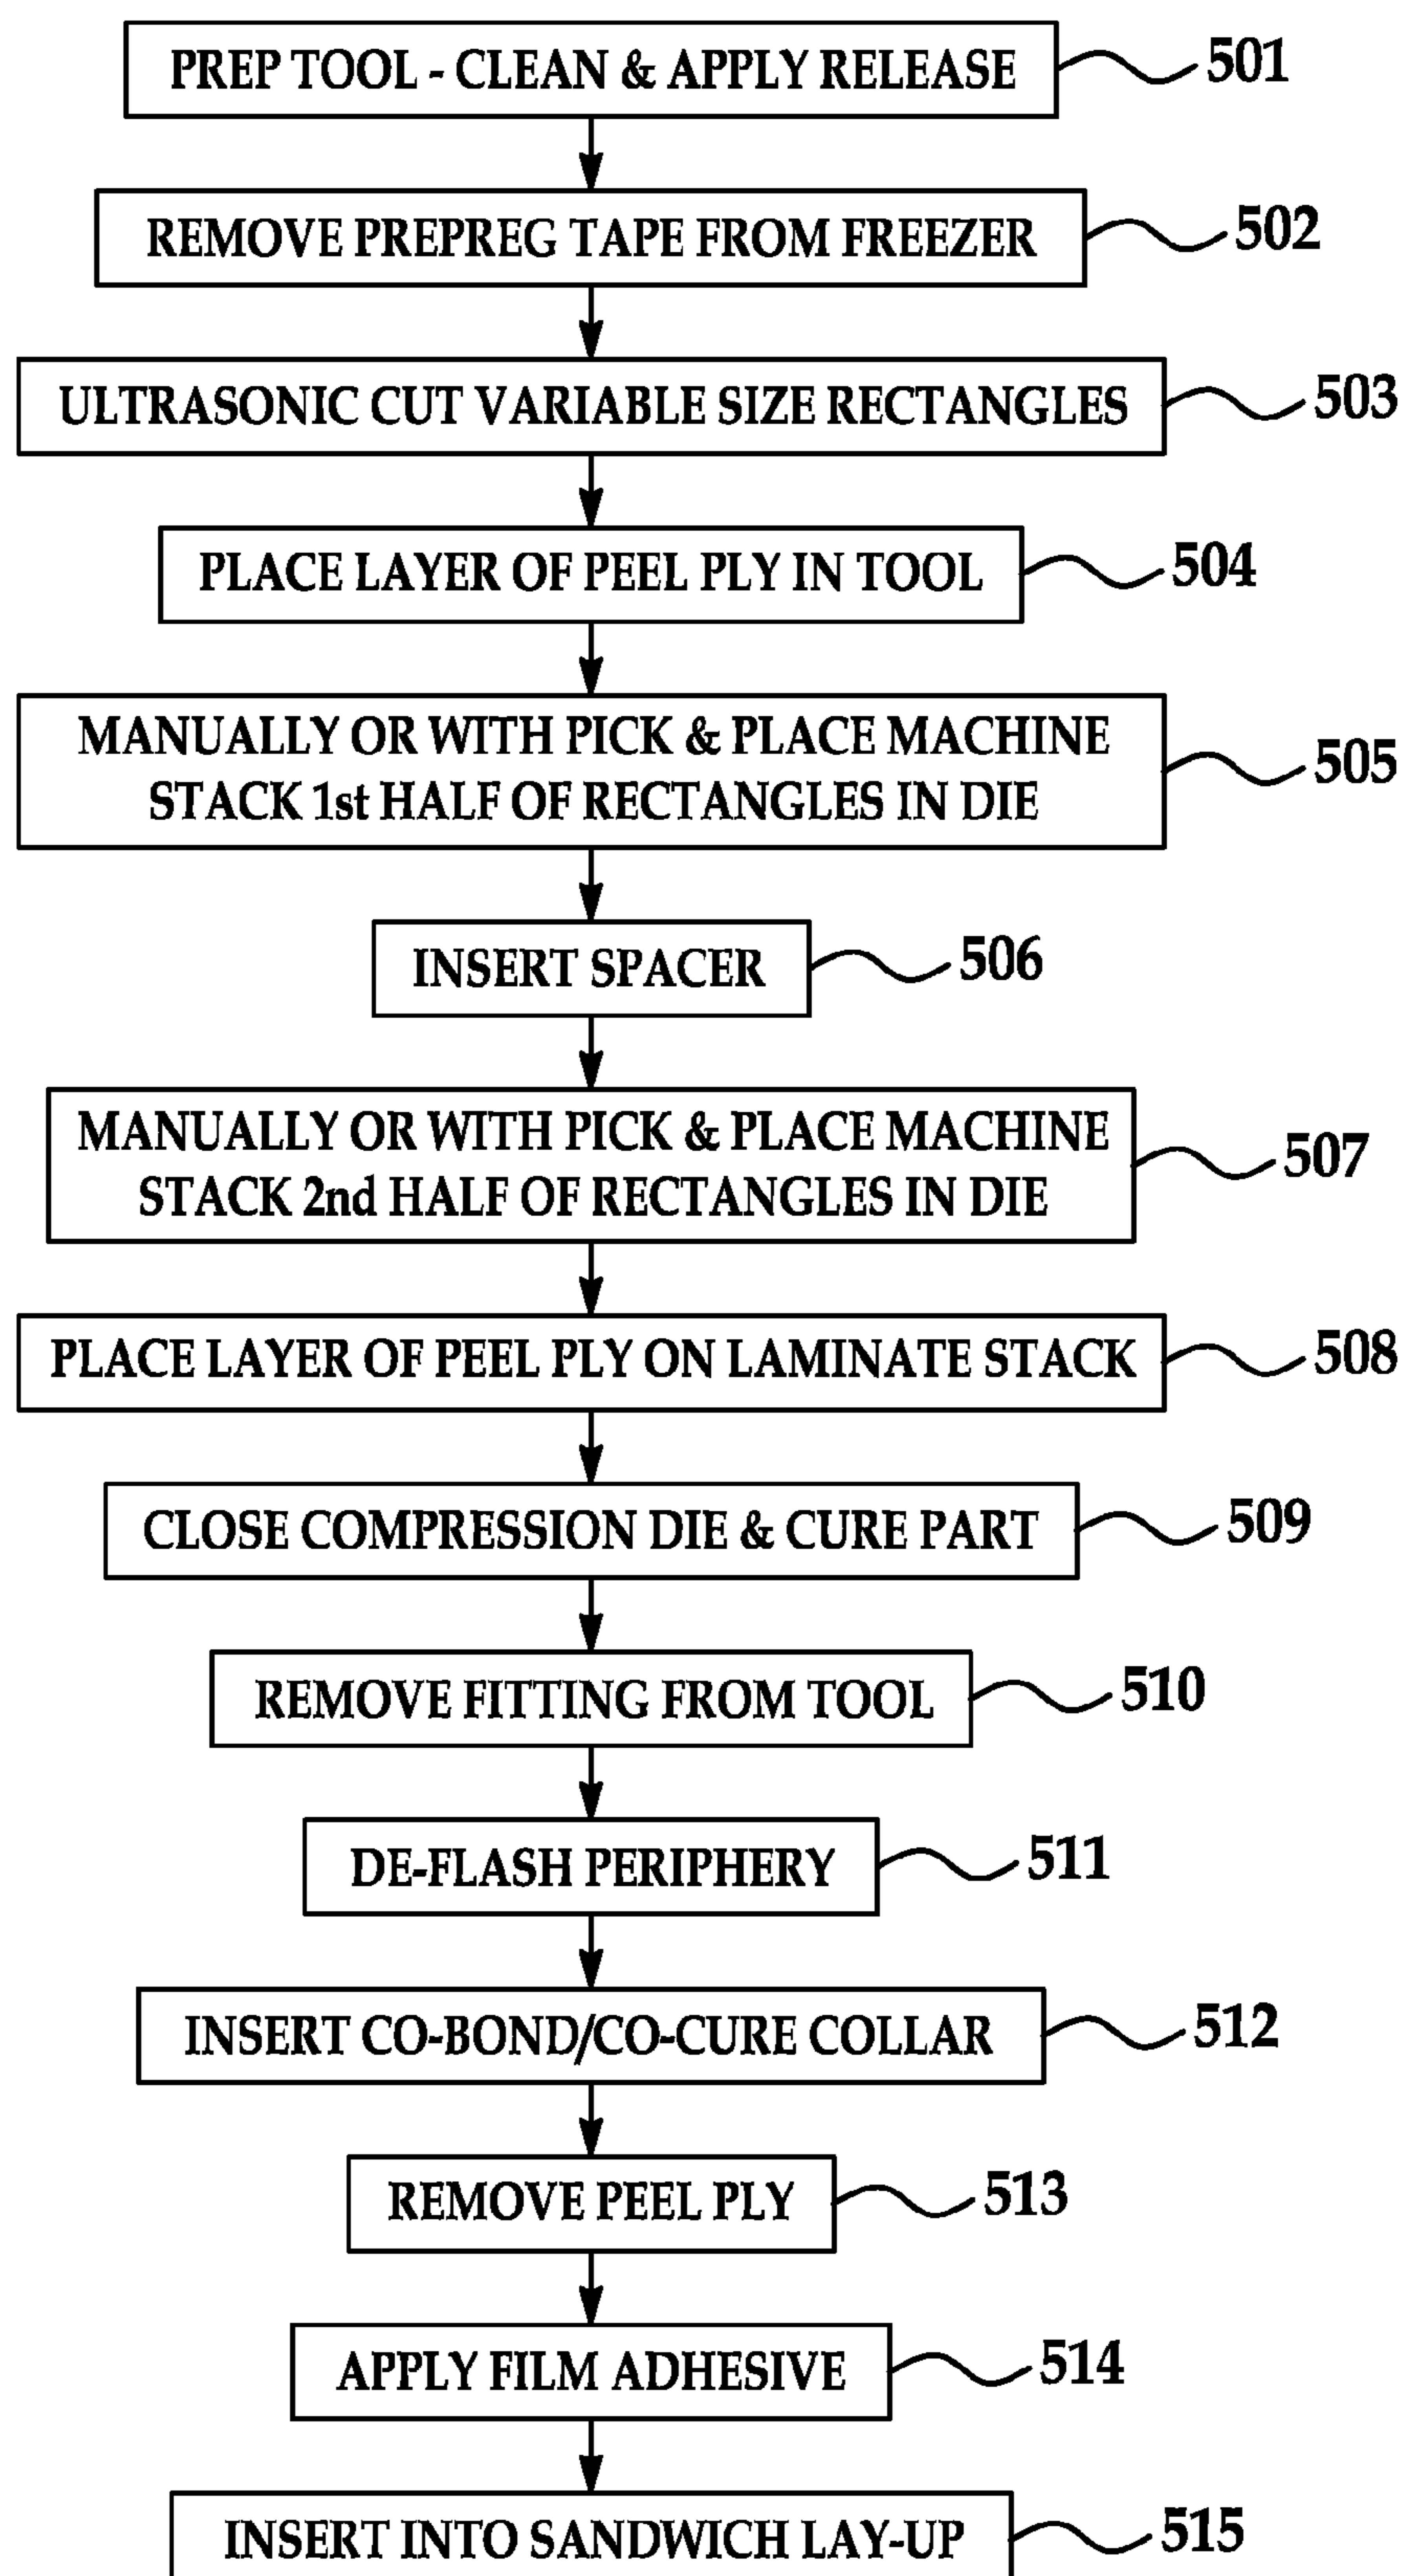 PREP TOOL - CLEAN & APPLY RELEASE 501
REMOVE PREPREG TAPE FROM FREEZER 502
ULTRASONIC CUT VARIABLE SIZE RECTANGLES 503
PLACE LAYER OF PEEL PLY IN TOOL 504
MANUALLY OR WITH PICK & PLACE MACHINE
STACK 1st HALF OF RECTANGLES IN DIE
505
INSERT SPACER 506
MANUALLY OR WITH PICK & PLACE MACHINE
STACK 2nd HALF OF RECTANGLES IN DIE
507
PLACE LAYER OF PEEL PLY ON LAMINATE STACK 508
CLOSE COMPRESSION DIE & CURE PART 509
REMOVE FITTING FROM TOOL 510
DE-FLASH PERIPHERY 511
INSERT CO-BOND/CO-CURE COLLAR 512
REMOVE PEEL PLY 513
APPLY FILM ADHESIVE 514
INSERT INTO SANDWICH LAY-UP 515